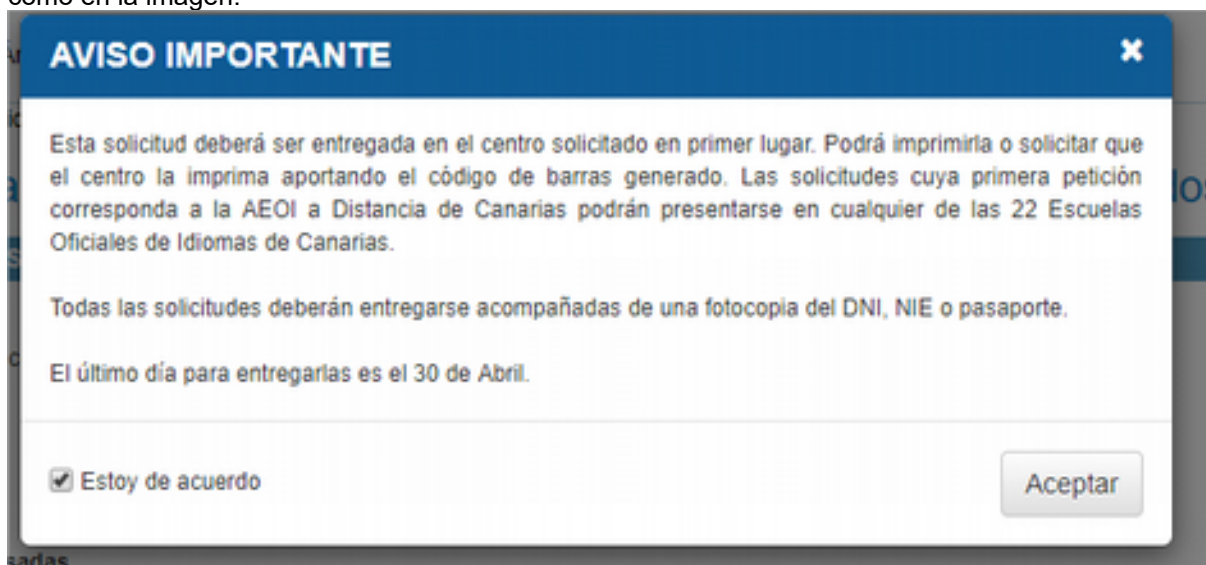 como en la imagen.
AVISO IMPORTANTE
Esta solicitud deberá ser entregada en el centro solicitado en primer lugar. Podrá imprimirla o solicitar que
el centro la imprima aportando el código de barras generado. Las solicitudes cuya primera petición
corresponda a la AEOI a Distancia de Canarias podrán presentarse en cualquier de las 22 Escuelas
Oficiales de Idiomas de Canarias.
Todas las solicitudes deberán entregarse acompañadas de una fotocopia del DNI, NIE o pasaporte.
El último día para entregarlas es el 30 de Abril.
Estoy de acuerdo
Aceptar